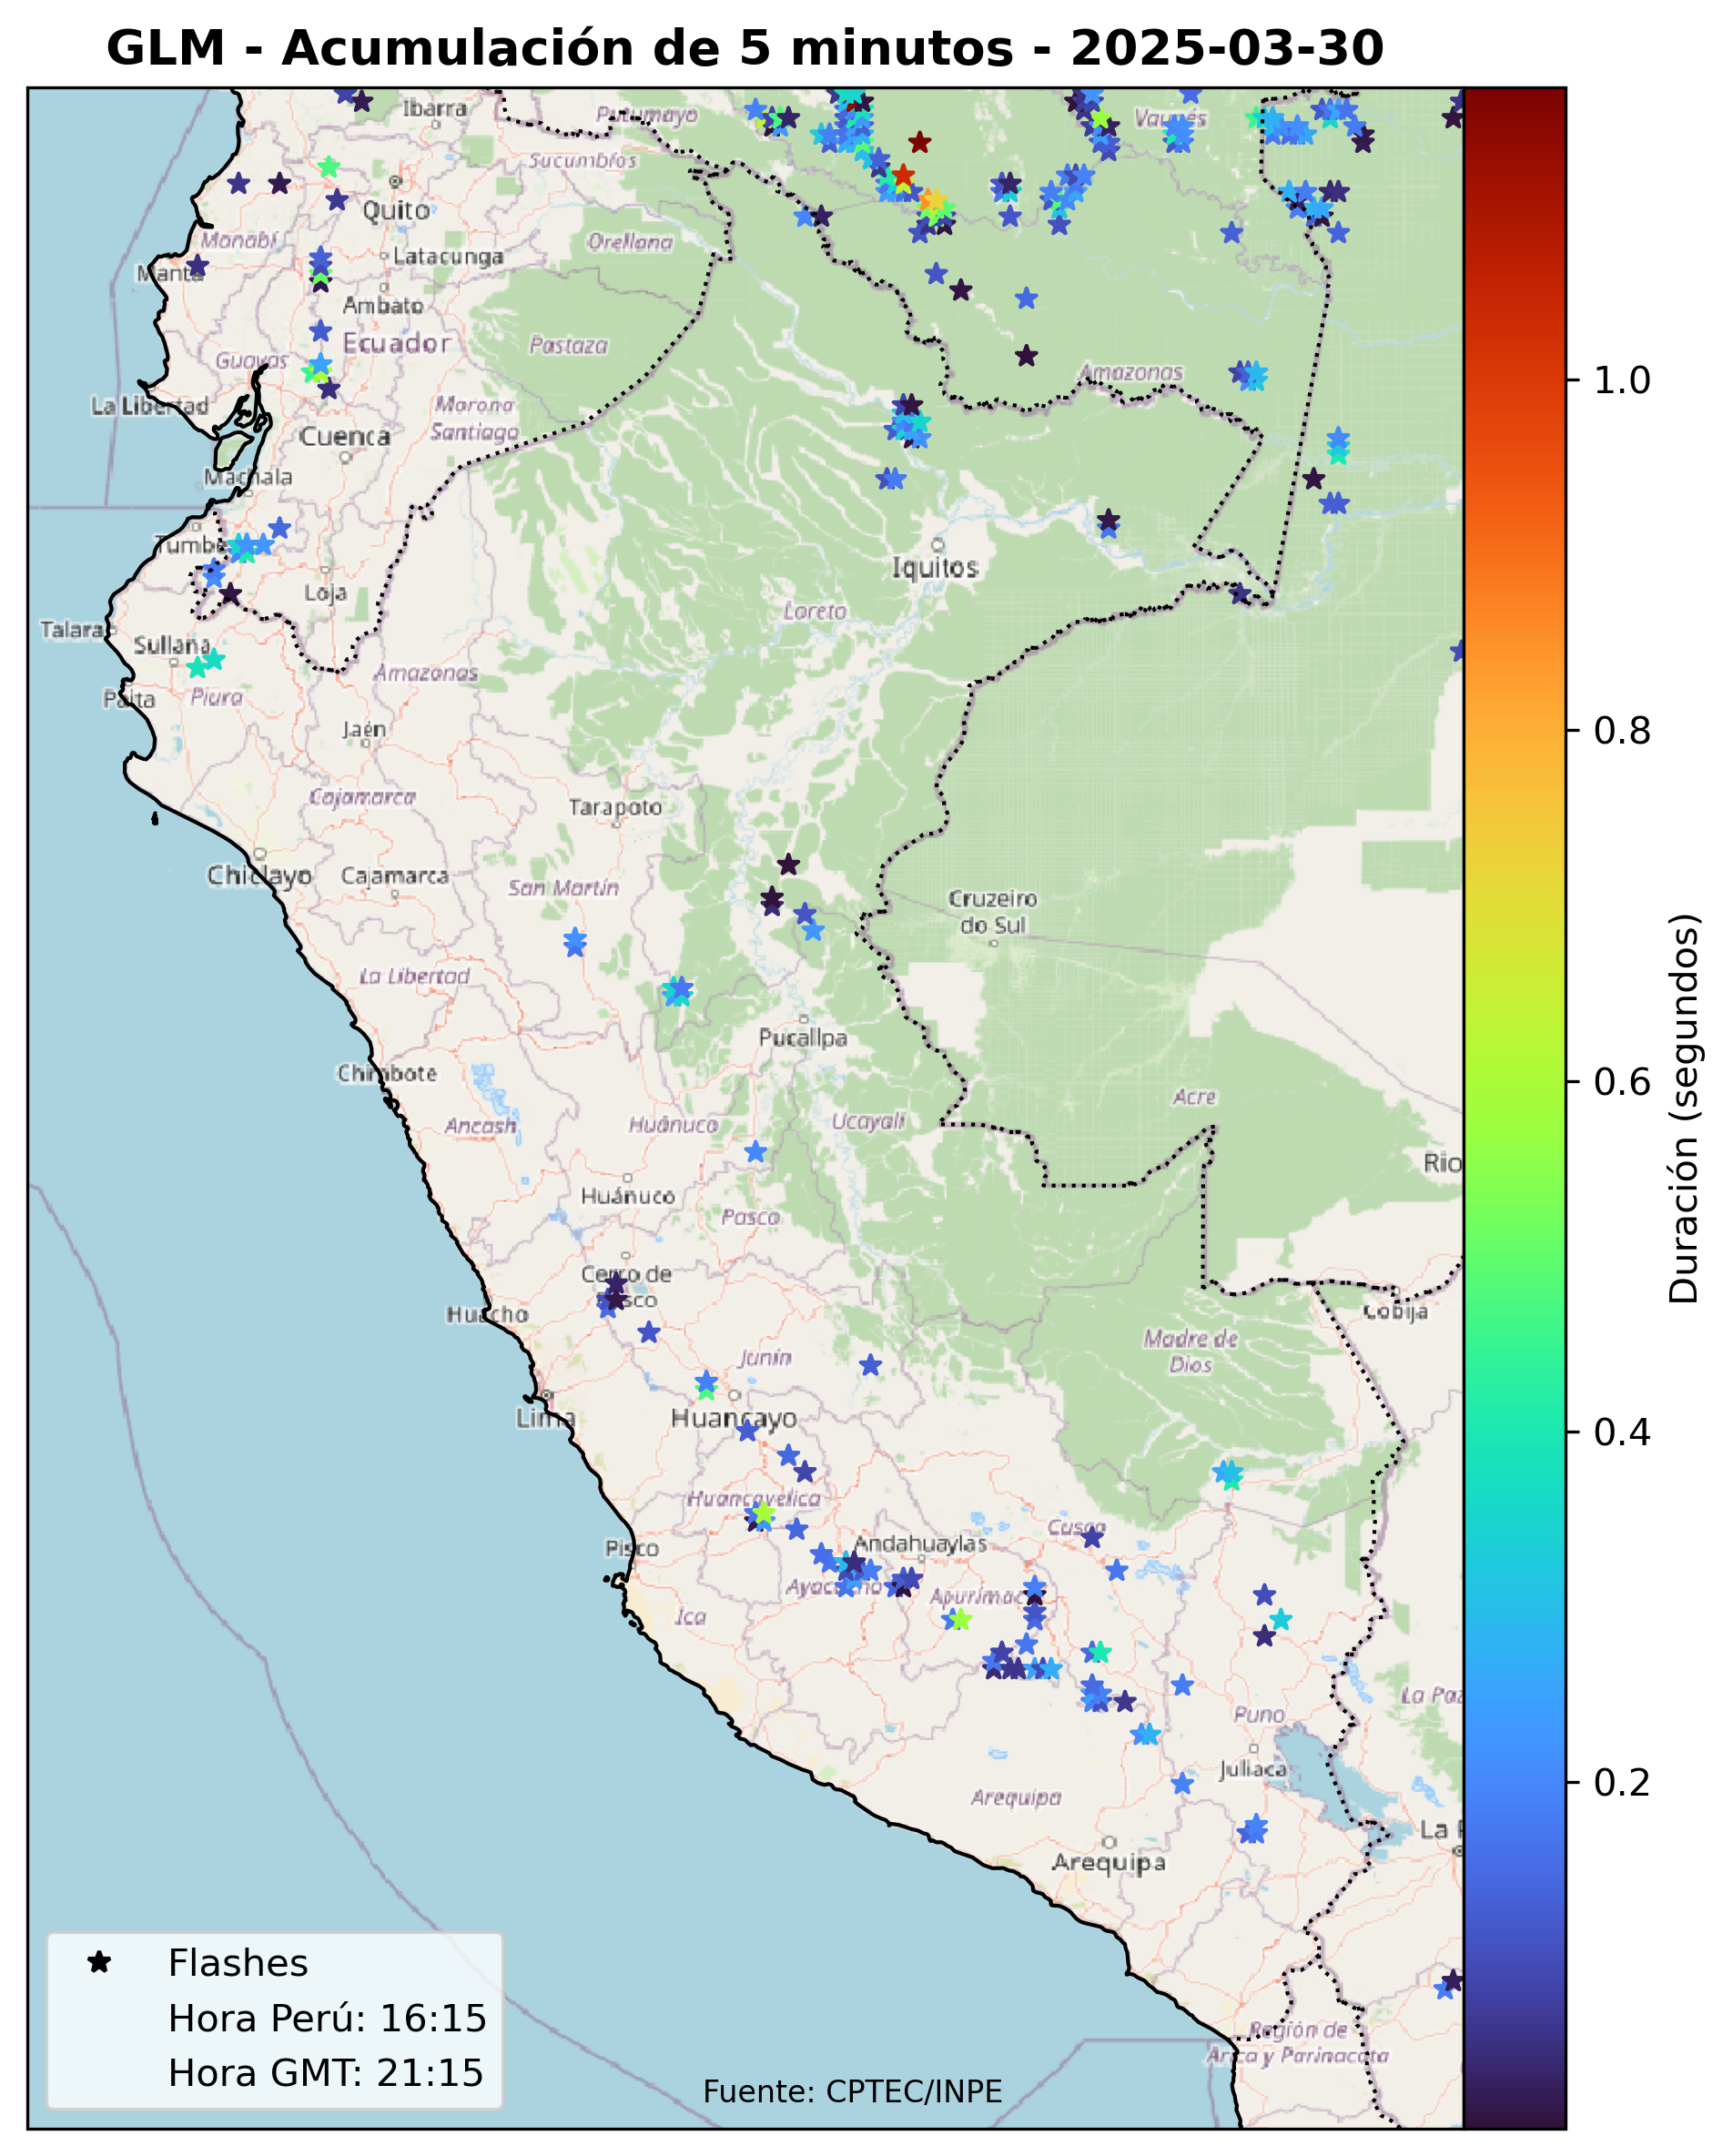 GLM - Acumulación de 5 minutos - 2025-03-30
Ibarra
Putumayo
Vaupés
Sucumbíos
Quito
Manabí
Orellana
Latacunga
Manta
Ambato
Ecuador
Pastaza
Guayas
Amazonas
1.0
La Libertad
Morona
Santiago
Cuenca
Machala
Tumbe
Iquitos
Loja
Loreto
Talara
Sullana
Amazonas
Paita
Piura
Jaén
0.8
Cajamarca
Tarapoto
Chiclayo
Cajamarca
San Martín
Cruzeiro
do Sul
La Libertad
Pucallpa
Chimbote
0.6
Acre
Ancash
Huánuco
Ucayali
Rio
Huánuco
Pasco
Duración (segundos)
Cerro de
Pasco
Huacho
Cobija
Madre de
Dios
Junín
Lima
Huancayo
0.4
Huancavelica
Cusco
Pisco
Andahuaylas
Ayacucho
Apurímac
Ica
La Paz
Puno
Juliaca
0.2
Arequipa
La P
Arequipa
Flashes
Hora Perú: 16:15
Hora GMT: 21:15
Región de
Arica y Parinacota
Fuente: CPTEC/INPE